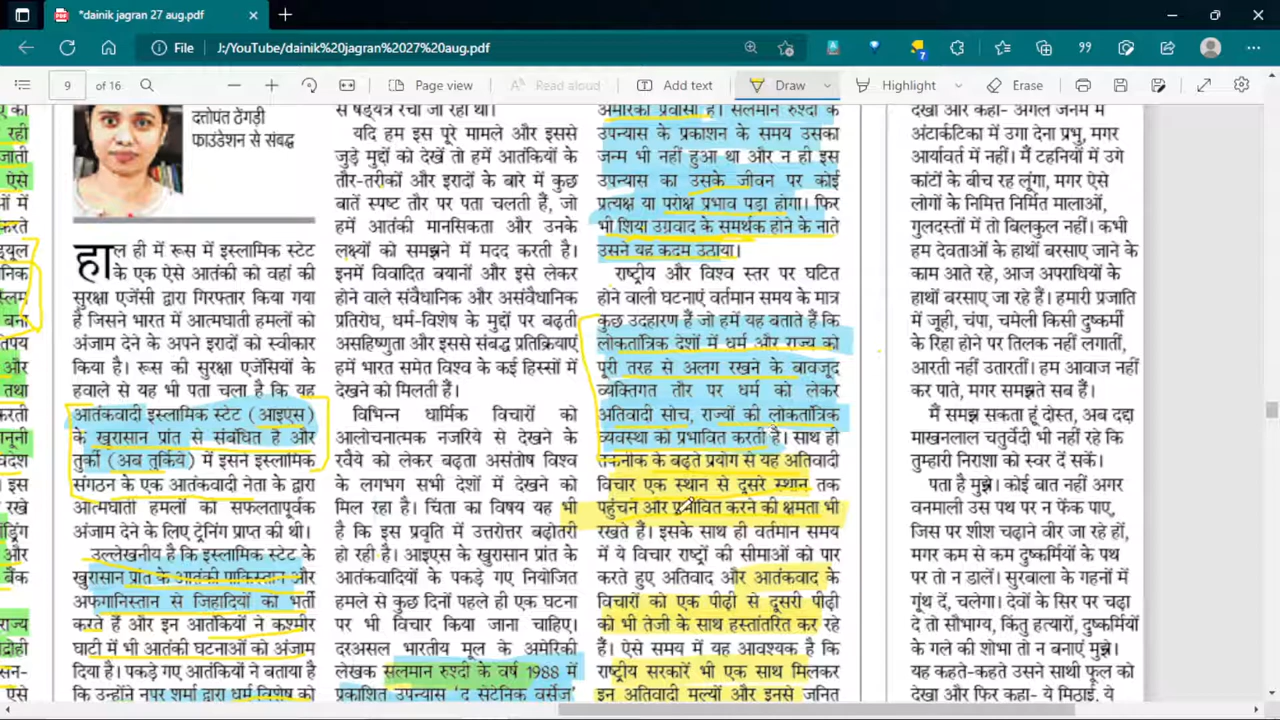 *dainik jagran 27 aug.pdf
File
J:/YouTube/dainik%20jagran%2027%20aug.pdf
7
9
of 16
Page view
Read aloud
Add text
Draw
Highlight
Erase
रही
जाती
ऐसे
में
करते
इयूल
निक
बना
और
तथा
करती
इस
रखे
और
बैंक
राज्य
सन-
ऐसे
दत्तोपंत ठेंगड़ी
फाउंडेशन से संबद्ध
हाल ही में रूस में इस्लामिक स्टेट
के एक ऐसे आतंकी को वहां की
सुरक्षा एजेंसी द्वारा गिरफ्तार किया गया
है जिसने भारत में आत्मघाती हमलों को
अंजाम देने के अपने इरादों को स्वीकार
किया है। रूस की सुरक्षा एजेंसियों के
हवाले से यह भी पता चला है कि यह
आतंकवादी इस्लामिक स्टेट (आइएस)
के खुरासान प्रांत से संबंधित है और
तुर्की (अब तुर्किये) में इसने इस्लामिक
संगठन के एक आतंकवादी नेता के द्वारा
आत्मघाती हमलों का सफलतापूर्वक
अंजाम देने के लिए ट्रेनिंग प्राप्त की थी।
उल्लेखनीय है कि इस्लामिक स्टेट के
खुरासान प्रांत के आतंकी पाकिस्तान और
अफगानिस्तान से जिहादियों की भर्ती
करते हैं और इन आतंकियों ने कश्मीर
घाटी में भी आतंकी घटनाओं को अंजाम
दिया है। पकड़े गए आतंकियों ने बताया है
कि उन्होंने नुपुर शर्मा द्वारा धर्म विशेष को
से षड्यंत्र रचा जा रहा था।
यदि हम इस पूरे मामले और इससे
जुड़े मुद्दों को देखें तो हमें आतंकियों के
तौर-तरीकों और इरादों के बारे में कुछ
बातें स्पष्ट तौर पर पता चलती हैं, जो
हमें आतंकी मानसिकता और उनके
लक्ष्यों को समझने में मदद करती है।
इनमें विवादित बयानों और इसे लेकर
होने वाले संवैधानिक और असंवैधानिक
प्रतिरोध, धर्म-विशेष के मुद्दों पर बढ़ती
असहिष्णुता और इससे संबद्ध प्रतिक्रियाएं
हमें भारत समेत विश्व के कई हिस्सों में
देखने को मिलती हैं।
विभिन्न धार्मिक विचारों को
आलोचनात्मक नजरिये से देखने के
रवैये को लेकर बढ़ता असंतोष विश्व
के लगभग सभी देशों में देखने को
मिल रहा है। चिंता का विषय यह भी
है कि इस प्रवृति में उत्तरोत्तर बढ़ोतरी
हो रही है। आइएस के खुरासान प्रांत के
आतंकवादियों के पकड़े गए नियोजित
हमले से कुछ दिनों पहले ही एक घटना
पर भी विचार किया जाना चाहिए।
दरअसल भारतीय मूल के अमेरिकी
लेखक सलमान रुश्दी के वर्ष 1988 में
प्रकाशित उपन्यास 'द सेटेनिक वर्सेज'
अमेरिकी प्रवासी है। सलमान रुश्दी के
उपन्यास के प्रकाशन के समय उसका
जन्म भी नहीं हुआ था और न ही इस
उपन्यास का उसके जीवन पर कोई
प्रत्यक्ष या परोक्ष प्रभाव पड़ा होगा। फिर
भी शिया उग्रवाद के समर्थक होने के नाते
उसने यह कदम उठाया।
राष्ट्रीय और विश्व स्तर पर घटित
होने वाली घटनाएं वर्तमान समय के मात्र
कुछ उदहारण हैं जो हमें यह बताते हैं कि
लोकतांत्रिक देशों में धर्म और राज्य को
पूरी तरह से अलग रखने के बावजूद
व्यक्तिगत तौर पर धर्म को लेकर
अतिवादी सोच, राज्यों की लोकतांत्रिक
व्यवस्था को प्रभावित करती है। साथ ही
तकनीक के बढ़ते प्रयोग से यह अतिवादी
विचार एक स्थान से दूसरे स्थान तक
पहुंचने और प्रभावित करने की क्षमता भी
रखते हैं। इसके साथ ही वर्तमान समय
में ये विचार राष्ट्रों की सीमाओं को पार
करते हुए अतिवाद और आतंकवाद के
विचारों को एक पीढ़ी से दूसरी पीढ़ी
को भी तेजी के साथ हस्तांतरित कर रहे
हैं। ऐसे समय में यह आवश्यक है कि
राष्ट्रीय सरकारें भी एक साथ मिलकर
इन अतिवादी मूल्यों और इनसे जनित
देखा और कहा- अगले जनम में
अंटार्कटिका में उगा देना प्रभु, मगर
आर्यावर्त में नहीं। मैं टहनियों में उगे
कांटों के बीच रह लूंगा, मगर ऐसे
लोगों के निमित्त निर्मित मालाओं,
गुलदस्तों में तो बिलकुल नहीं। कभी
हम देवताओं के हाथों बरसाए जाने के
काम आते रहे, आज अपराधियों के
हाथों बरसाए जा रहे हैं। हमारी प्रजाति
में जूही, चंपा, चमेली किसी दुष्कर्मी
के रिहा होने पर तिलक नहीं लगातीं,
आरती नहीं उतारतीं। हम आवाज नहीं
कर पाते, मगर समझते सब हैं।
मैं समझ सकता हूं दोस्त, अब दद्दा
माखनलाल चतुर्वेदी भी नहीं रहे कि
तुम्हारी निराशा को स्वर दें सकें।
पता है मुझे। कोई बात नहीं अगर
वनमाली उस पथ पर न फेंक पाए,
जिस पर शीश चढ़ाने वीर जा रहे हों,
मगर कम से कम दुष्कर्मियों के पथ
पर तो न डालें। सुरबाला के गहनों में
गूंथ दें, चलेगा। देवों के सिर पर चढ़ा
दे तो सौभाग्य, किंतु हत्यारों, दुष्कर्मियों
के गले की शोभा तो न बनाएं मुझे।
यह कहते-कहते उसने साथी फूल को
देखा और फिर कहा- ये मिठाई, ये